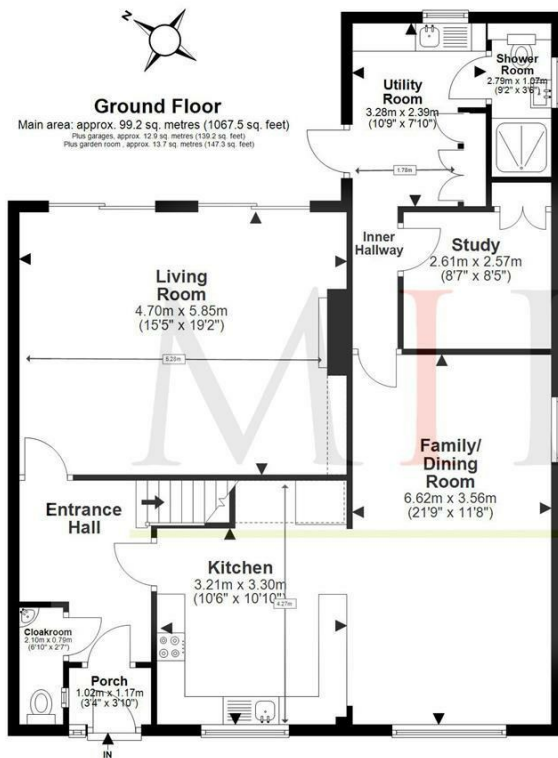 N
Ground Floor
Main area: approx. 99.2 sq. metres (1067.5 sq. feet)
Plus garages, approx. 12.9 sq. metres (139.2 sq. feet)
Plus garden room, approx. 13.7 sq. metres (147.3 sq. feet)
Shower
Room
2.79m x 1.07m
(9'2" x 3'6")
Utility
Room
3.28m x 2.39m
(10'9" x 7'10")
1.78m
Inner
Hallway
Study
2.61m x 2.57m
(8'7" x 8'5")
Living
Room
4.70m x 5.85m
(15'5" x 19'2")
Family/
Dining
Room
6.62m x 3.56m
(21'9" x 11'8")
Entrance
Hall
Kitchen
3.21m x 3.30m
(10'6" x 10'10")
4.27m
Cloakroom
2.10m x 0.79m
(6'10" x 2'7")
Porch
1.02m x 1.17m
(3'4" x 3'10")
IN